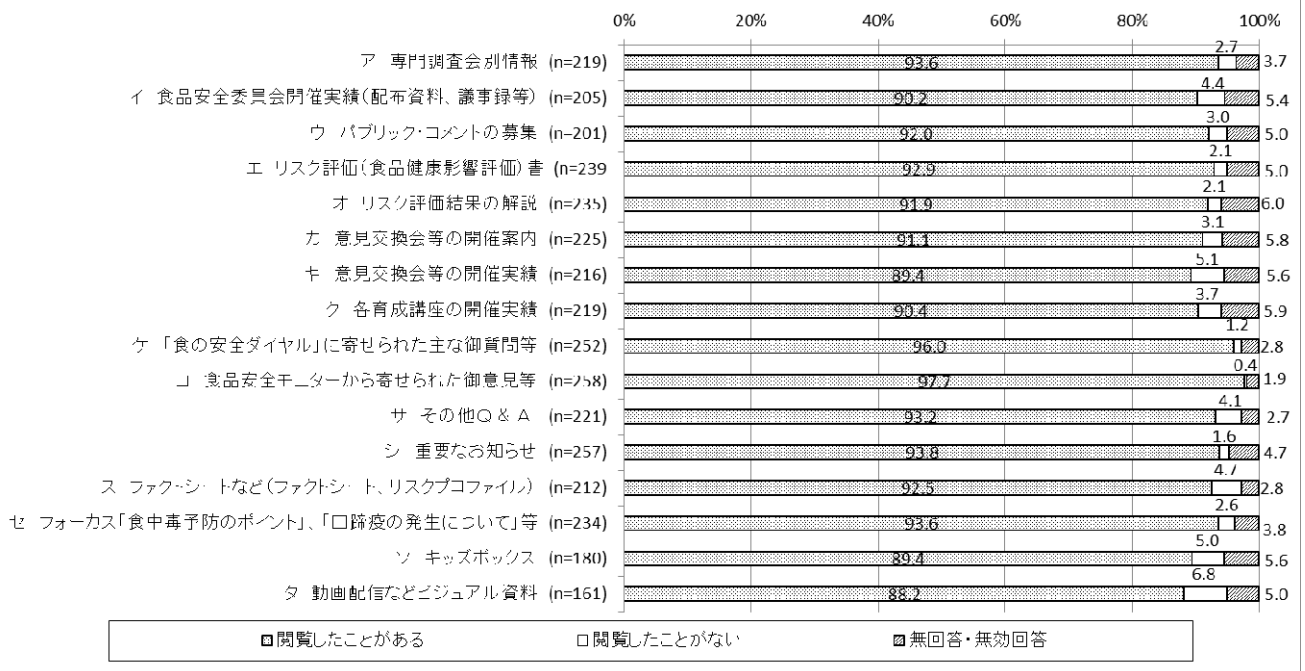 0% 20% 40% 60% 80% 100%
2.7
ア 専門調査会別情報 (n=219) 93.6 3.7
4.4
イ 食品安全委員会開催実績(配布資料、議事録等) (n=205) 90.2 5.4
3.0
ウ パブリック・コメントの募集 (n=201) 92.0 5.0
2.1
エ リスク評価(食品健康影響評価)書 (n=239 92.9 5.0
2.1
オ リスク評価結果の解説 (n=235) 91.9 6.0
3.1
カ 意見交換会等の開催案内 (n=225) 91.1 5.8
5.1
キ 意見交換会等の開催実績 (n=216) 89.4 5.6
3.7
ク 各育成講座の開催実績 (n=219) 90.4 5.9
1.2
ケ 「食の安全ダイヤル」に寄せられた主な御質問等 (n=252) 96.0 2.8
0.4
コ 食品安全モニターから寄せられた御意見等 (n=258) 97.7 1.9
4.1
サ その他Q&A (n=221) 93.2 2.7
1.6
シ 重要なお知らせ (n=257) 93.8 4.7
4.7
ス ファクトシートなど(ファクトシート、リスクプロファイル) (n=212) 92.5 2.8
2.6
セ フォーカス「食中毒予防のポイント」、「口蹄疫の発生について」等 (n=234) 93.6 3.8
5.0
ソ キッズボックス (n=180) 89.4 5.6
6.8
タ 動画配信などビジュアル資料 (n=161) 88.2 5.0
閲覧したことがある 閲覧したことがない 無回答・無効回答